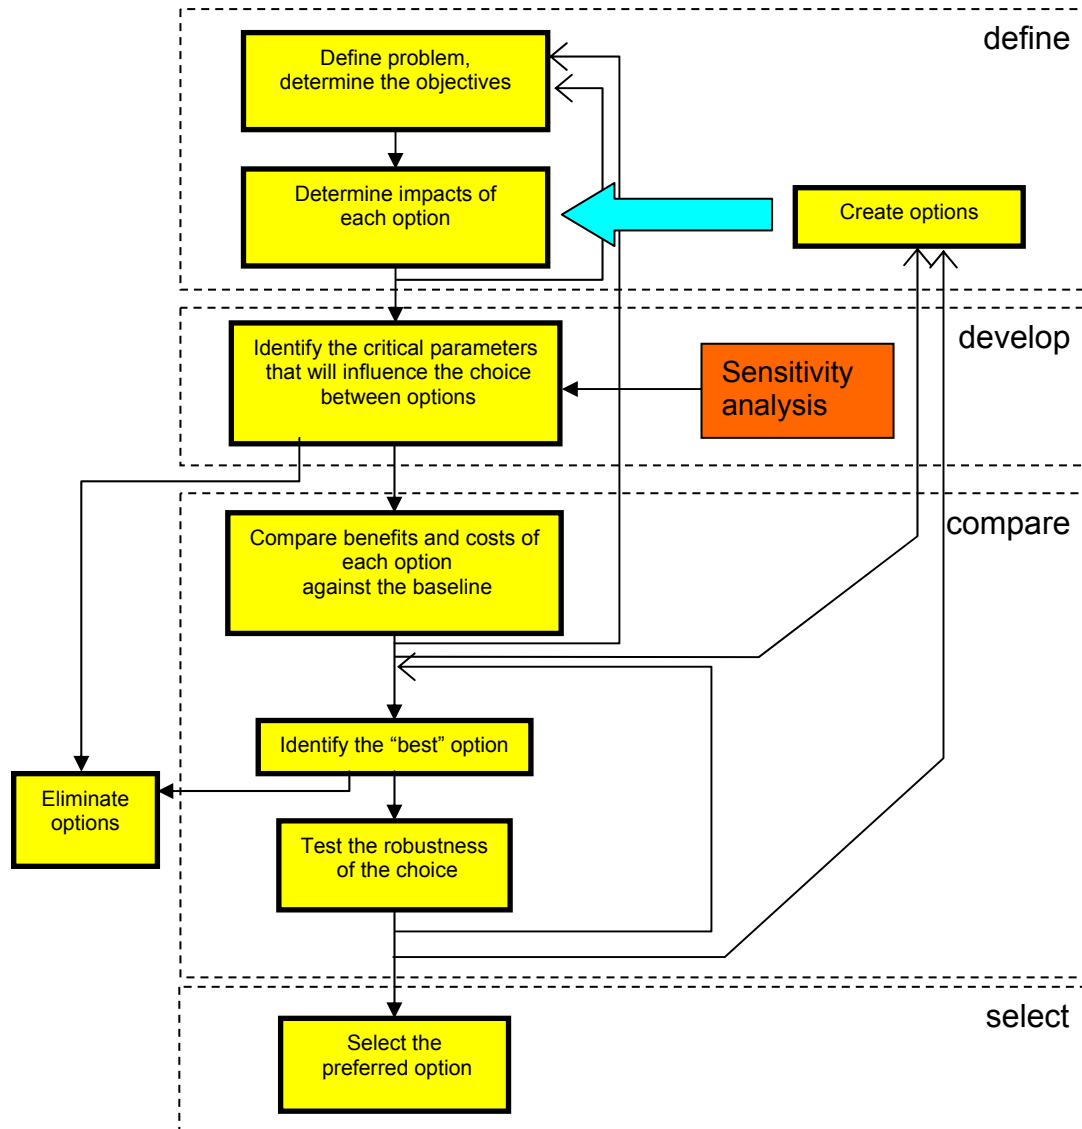 define
Define problem,
determine the objectives
Determine impacts of
each option
Create options
develop
Identify the critical parameters
that will influence the choice
between options
Sensitivity
analysis
compare
Compare benefits and costs of
each option
against the baseline
Identify the “best” option
Eliminate
options
Test the robustness
of the choice
select
Select the
preferred option